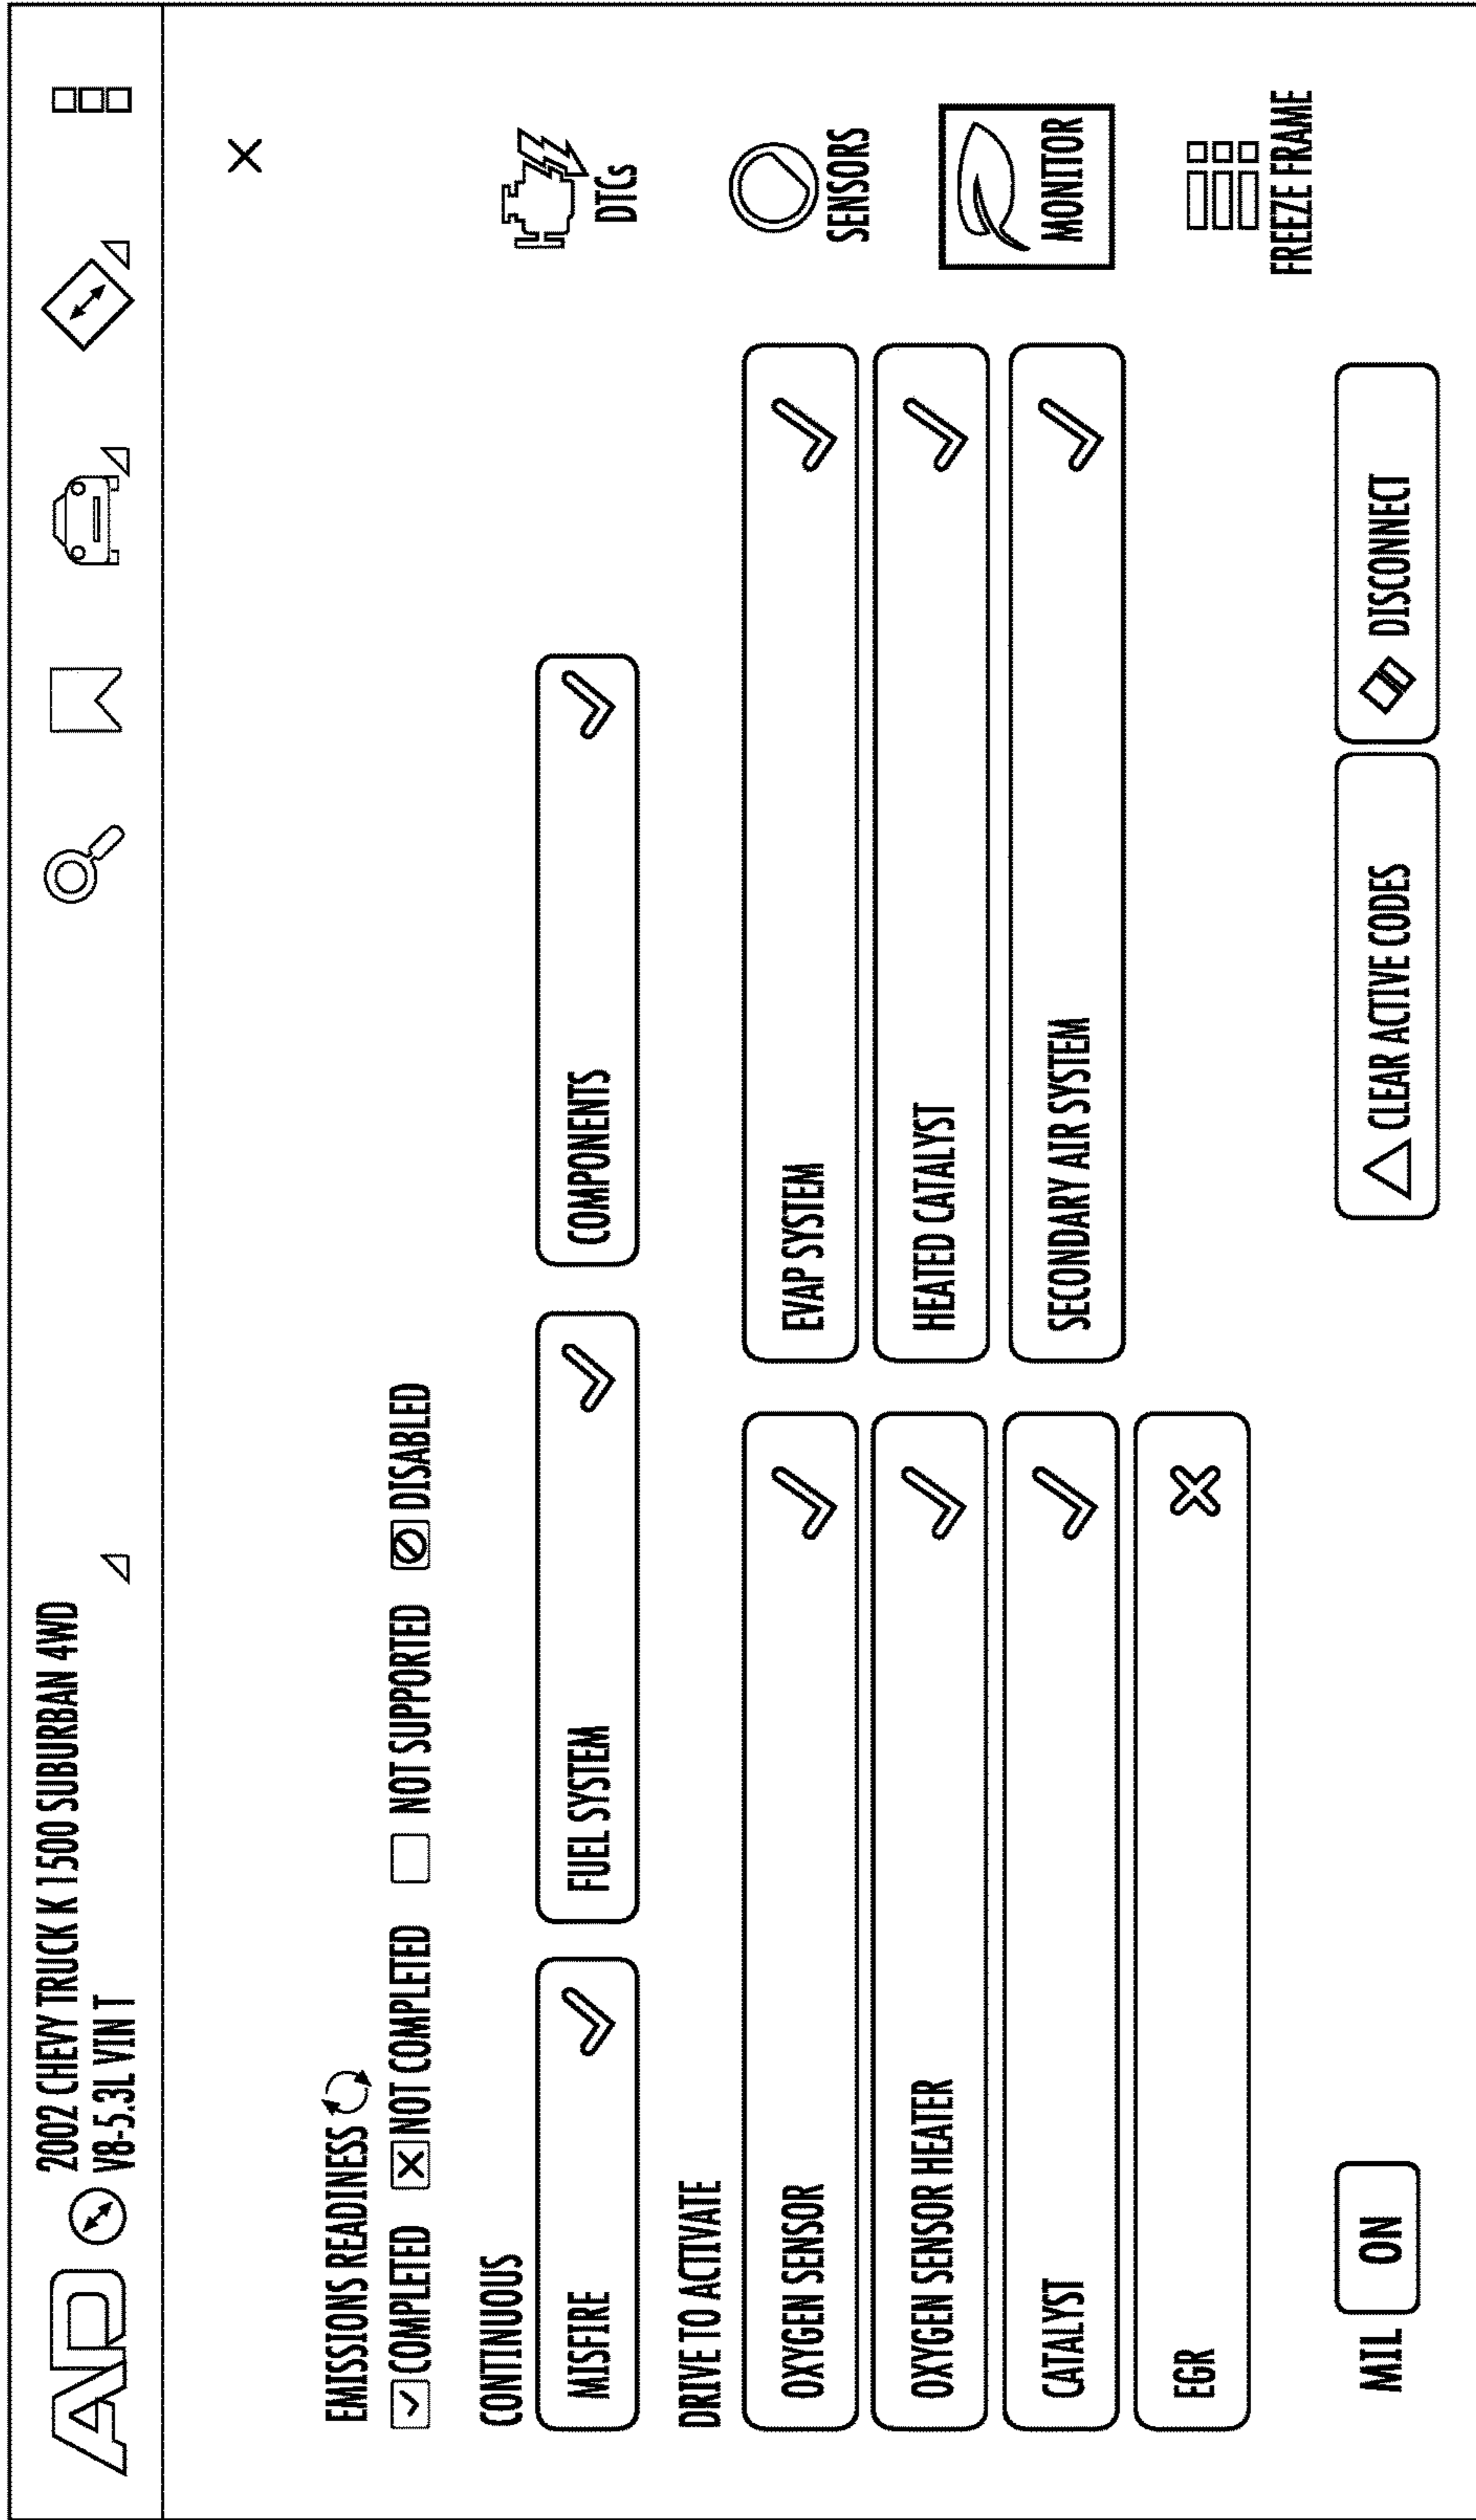 AD
2002 CHEVY TRUCK K 1500 SUBURBAN 4WD
V8-5.3L VIN T
EMISSIONS READINESS
COMPLETED NOT COMPLETED NOT SUPPORTED DISABLED
CONTINUOUS
MISFIRE FUEL SYSTEM COMPONENTS
DRIVE TO ACTIVATE
OXYGEN SENSOR EVAP SYSTEM
OXYGEN SENSOR HEATER HEATED CATALYST
CATALYST SECONDARY AIR SYSTEM
EGR
MIL ON CLEAR ACTIVE CODES DISCONNECT
DTCs
SENSORS
MONITOR
FREEZE FRAME